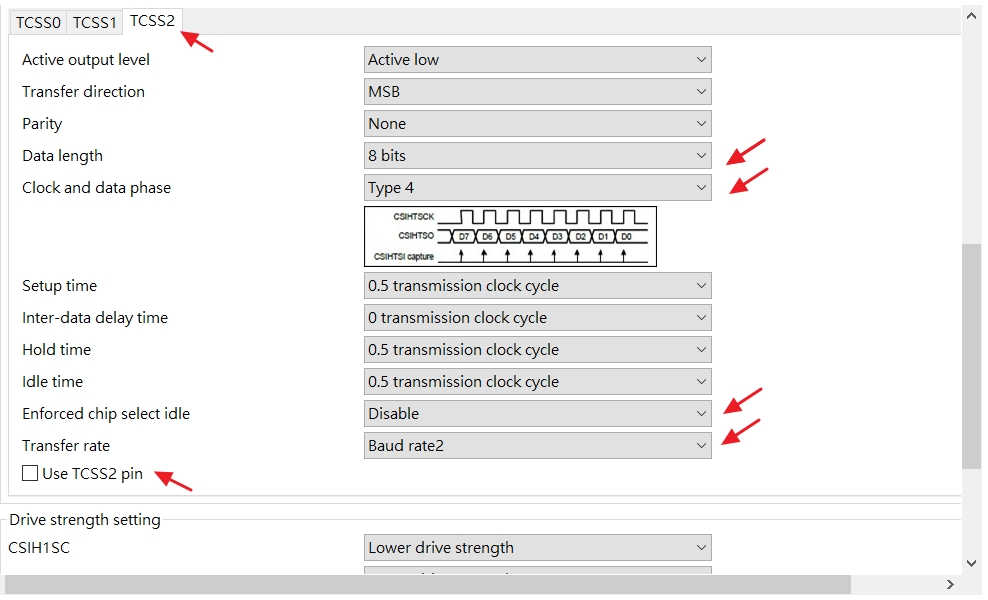 TCSS0 TCSS1 TCSS2
Active output level Active low
Transfer direction MSB
Parity None
Data length 8 bits
Clock and data phase Type 4
CSIHTSCK
CSIHTSO D7 D6 D5 D4 D3 D2 D1 D0
CSIHTSI capture
Setup time 0.5 transmission clock cycle
Inter-data delay time 0 transmission clock cycle
Hold time 0.5 transmission clock cycle
Idle time 0.5 transmission clock cycle
Enforced chip select idle Disable
Transfer rate Baud rate2
Use TCSS2 pin
Drive strength setting
CSIH1SC Lower drive strength